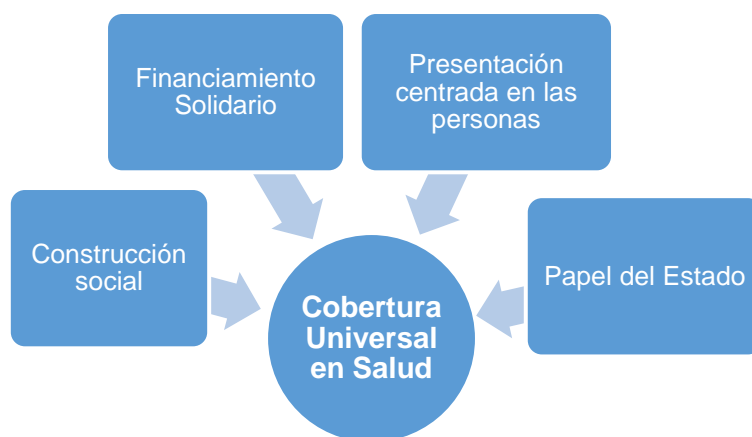 Financiamiento
Solidario
Presentación
centrada en las
personas
Construcción
social
Papel del Estado
Cobertura
Universal
en Salud